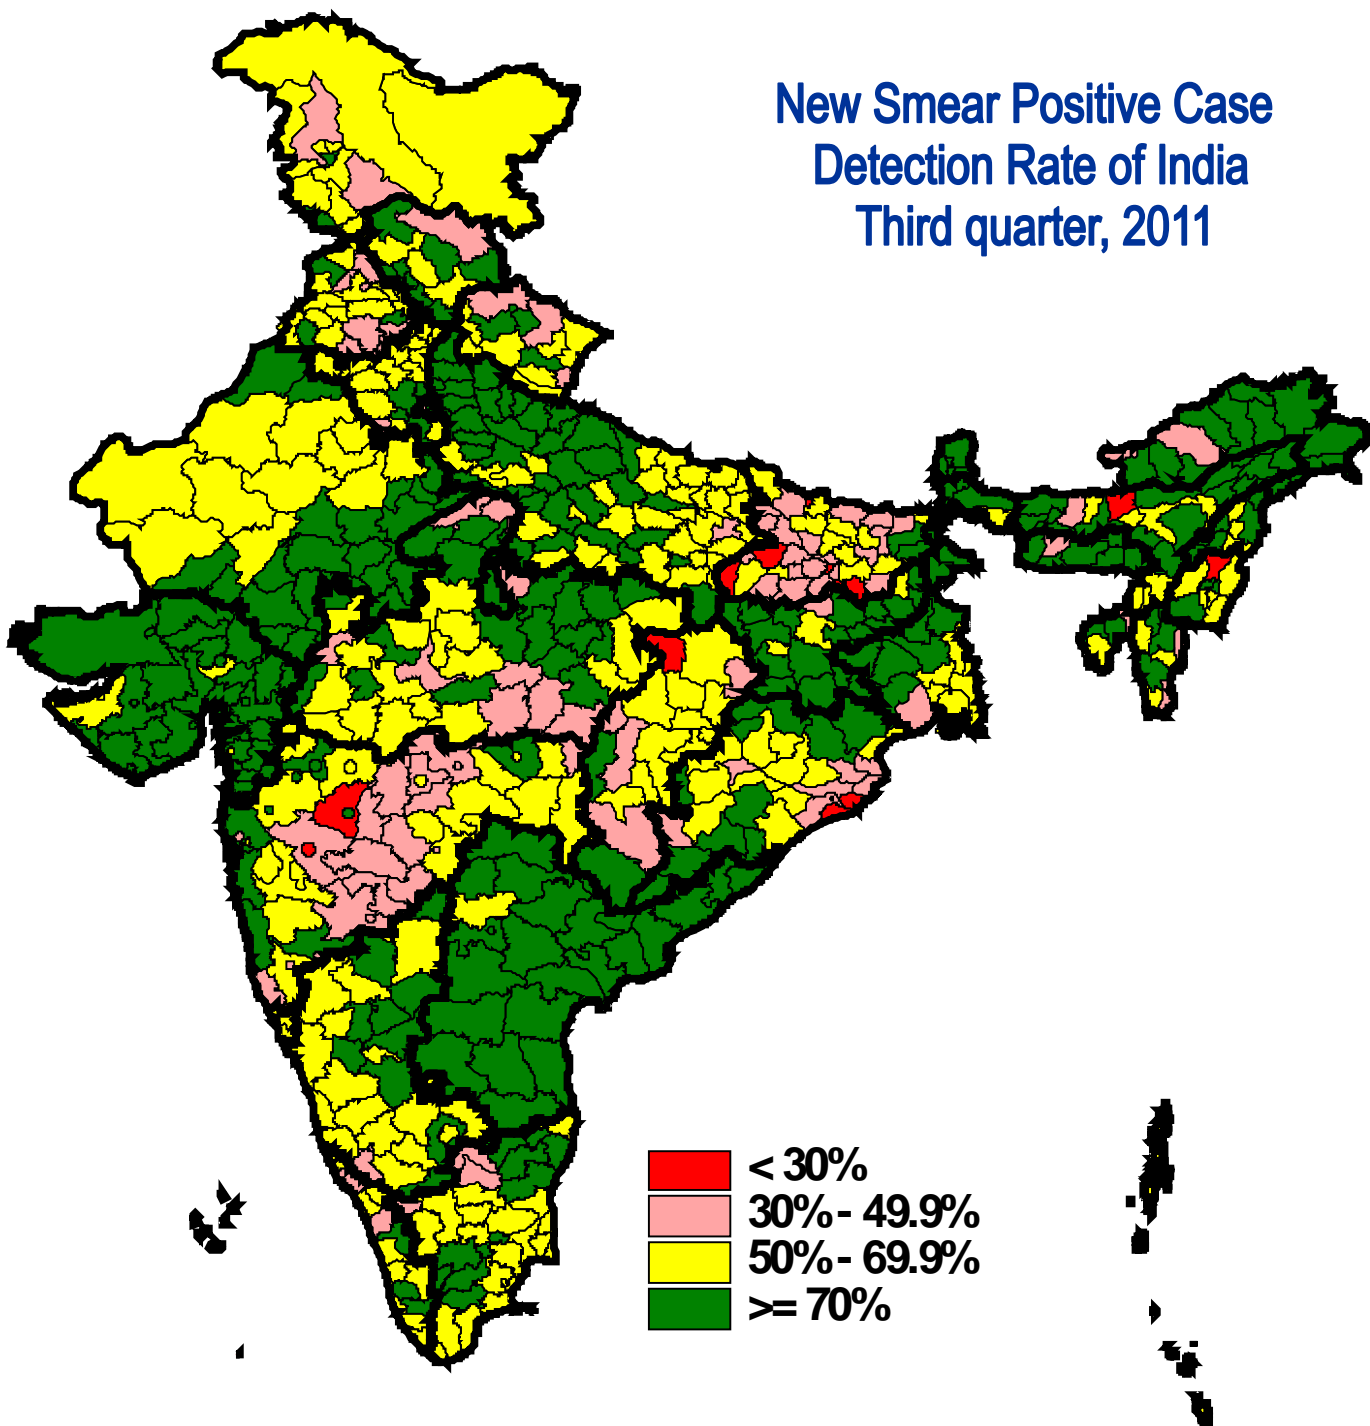 New Smear Positive Case
Detection Rate of India
Third quarter, 2011
< 30%
30% - 49.9%
50% - 69.9%
>= 70%